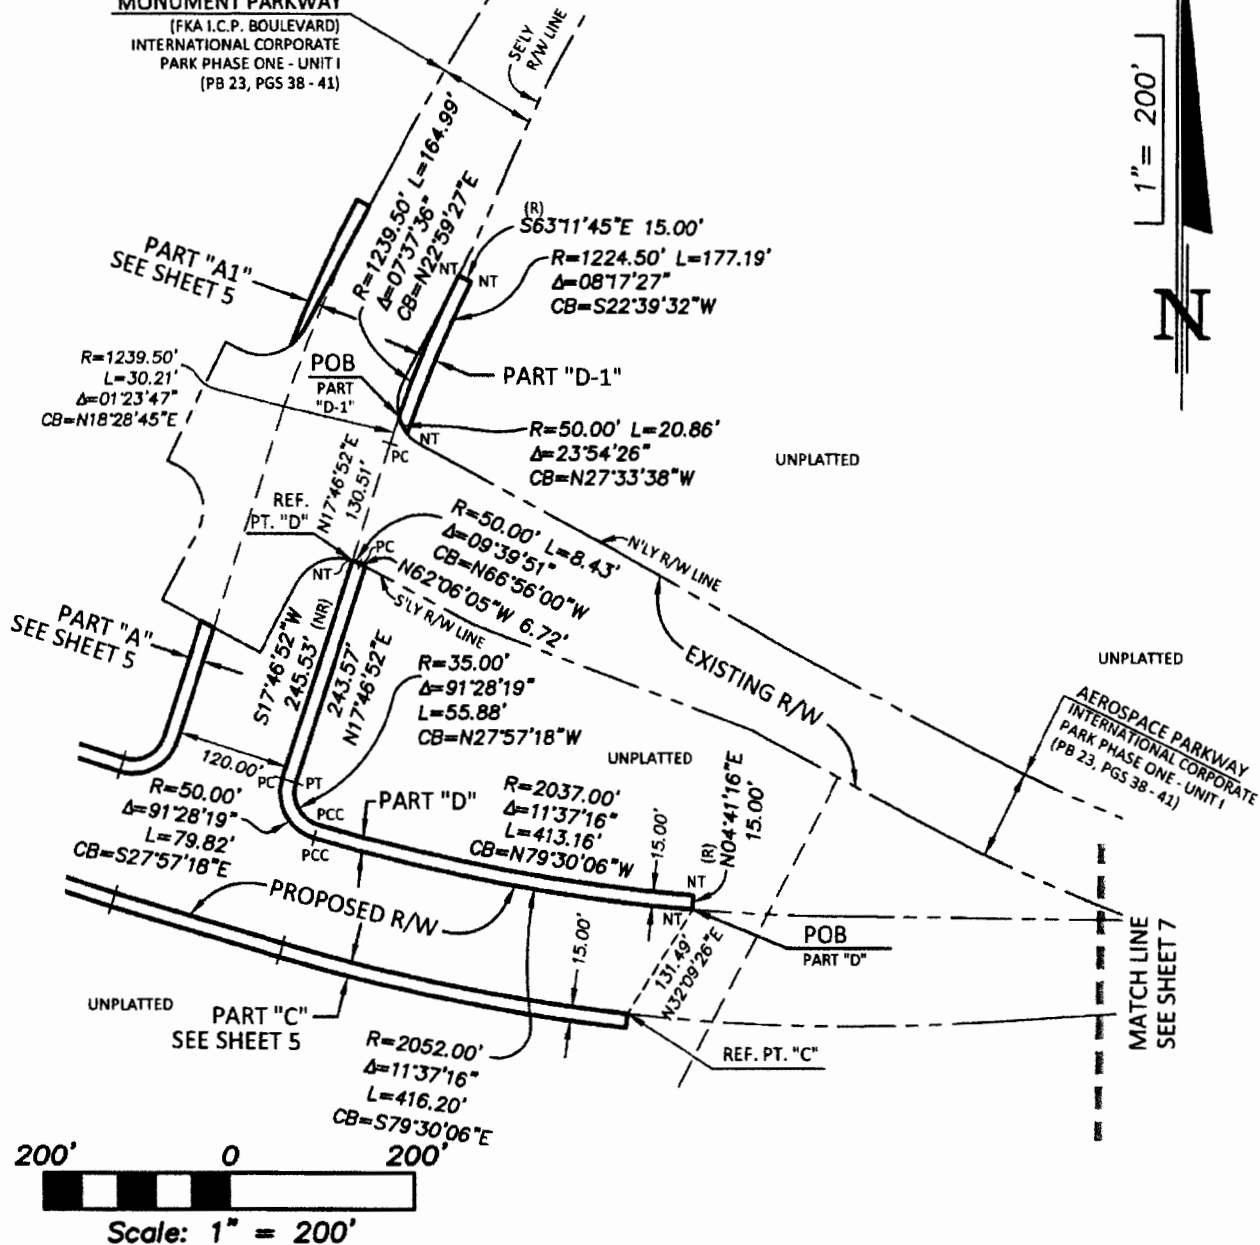 MONUMENT PARKWAY
(FKA I.C.P. BOULEVARD)
INTERNATIONAL CORPORATE
PARK PHASE ONE - UNIT I
(PB 23, PGS 38 - 41)
SE'LY
R/W LINE
1"= 200'
N
R=1239.50' L=164.99'
Δ=07°37'36"
CB=N22°59'27"E
(R)
S63°11'45"E 15.00'
NT
NT
R=1224.50' L=177.19'
Δ=08°17'27"
CB=S22°39'32"W
PART "A1"
SEE SHEET 5
R=1239.50'
L=30.21'
Δ=01°23'47"
CB=N18°28'45"E
POB
PART
"D-1"
PART "D-1"
NT
PC
R=50.00' L=20.86'
Δ=23°54'26"
CB=N27°33'38"W
UNPLATTED
N17°46'52"E
130.51'
REF.
PT. "D"
NT
PC
R=50.00' L=8.43'
Δ=09°39'51"
CB=N66°56'00"W
N62°06'05"W 6.72'
S'LY R/W LINE
N'LY R/W LINE
EXISTING R/W
PART "A"
SEE SHEET 5
S17°46'52"W
245.53' (NR)
243.57'
N17°46'52"E
R=35.00'
Δ=91°28'19"
L=55.88'
CB=N27°57'18"W
UNPLATTED
UNPLATTED
AEROSPACE PARKWAY
INTERNATIONAL CORPORATE
PARK PHASE ONE - UNIT I
(PB 23, PGS 38 - 41)
120.00'
PC
PT
PCC
PCC
R=50.00'
Δ=91°28'19"
L=79.82'
CB=S27°57'18"E
PART "D"
R=2037.00'
Δ=11°37'16"
L=413.16'
CB=N79°30'06"W
15.00'
(R)
N04°41'16"E
15.00'
NT
NT
PROPOSED R/W
POB
PART "D"
131.49'
N32°09'26"E
15.00'
UNPLATTED
PART "C"
SEE SHEET 5
R=2052.00'
Δ=11°37'16"
L=416.20'
CB=S79°30'06"E
REF. PT. "C"
MATCH LINE
SEE SHEET 7
200' 0 200'
Scale: 1" = 200'